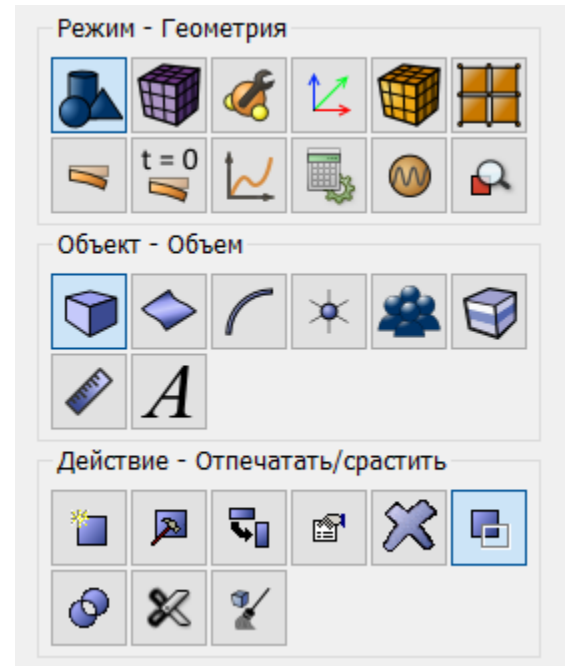 Режим - Геометрия
t = 0
Объект - Объем
A
Действие - Отпечатать/срастить